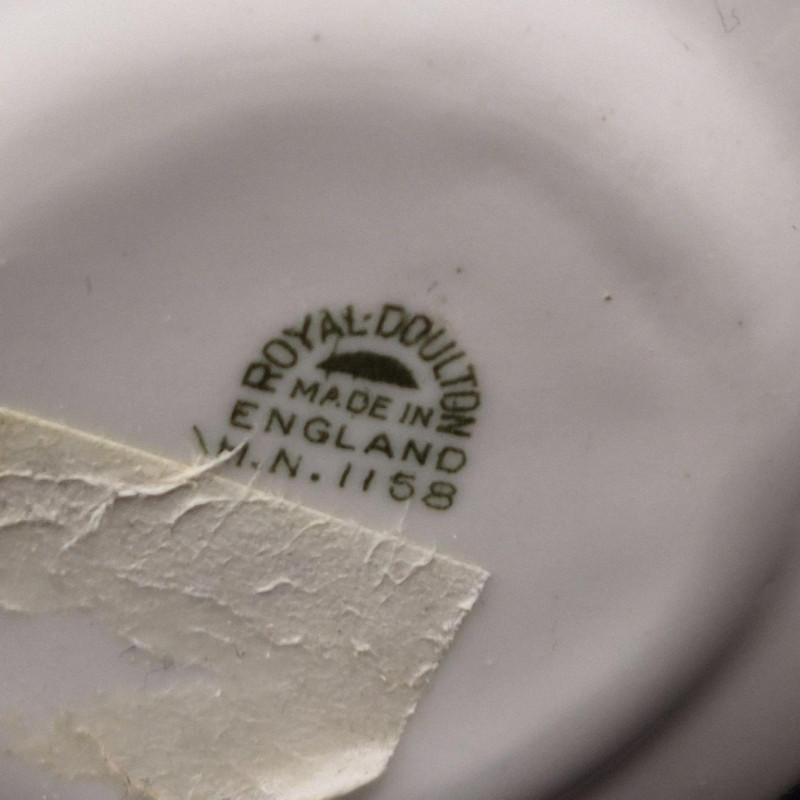 ROYAL·DOULTON
MADE IN
ENGLAND
H.N. 1158